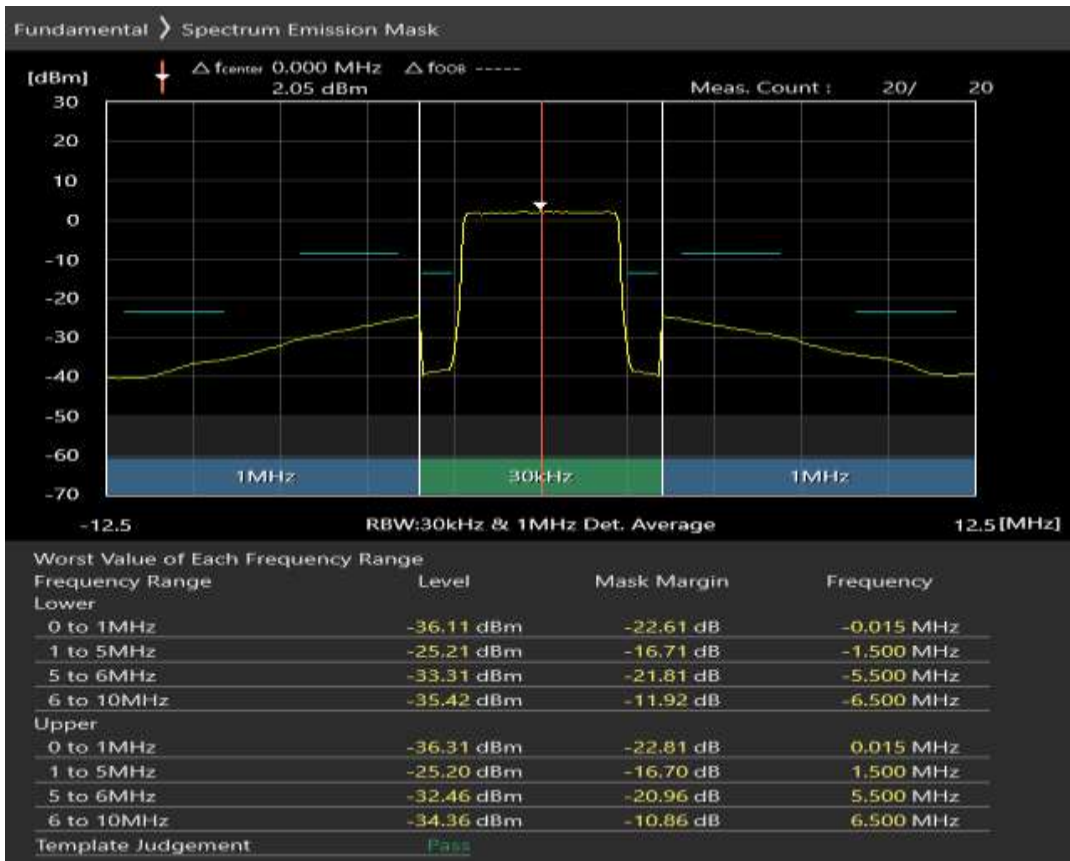 Fundamental ❯ Spectrum Emission Mask
[dBm] △ fcenter 0.000 MHz △ fOOB -----
2.05 dBm Meas. Count : 20/ 20
30
20
10
0
-10
-20
-30
-40
-50
-60
-70
1MHz 30kHz 1MHz
-12.5 RBW:30kHz & 1MHz Det. Average 12.5 [MHz]
Worst Value of Each Frequency Range
Frequency Range Level Mask Margin Frequency
Lower
0 to 1MHz -36.11 dBm -22.61 dB -0.015 MHz
1 to 5MHz -25.21 dBm -16.71 dB -1.500 MHz
5 to 6MHz -33.31 dBm -21.81 dB -5.500 MHz
6 to 10MHz -35.42 dBm -11.92 dB -6.500 MHz
Upper
0 to 1MHz -36.31 dBm -22.81 dB 0.015 MHz
1 to 5MHz -25.20 dBm -16.70 dB 1.500 MHz
5 to 6MHz -32.46 dBm -20.96 dB 5.500 MHz
6 to 10MHz -34.36 dBm -10.86 dB 6.500 MHz
Template Judgement Pass